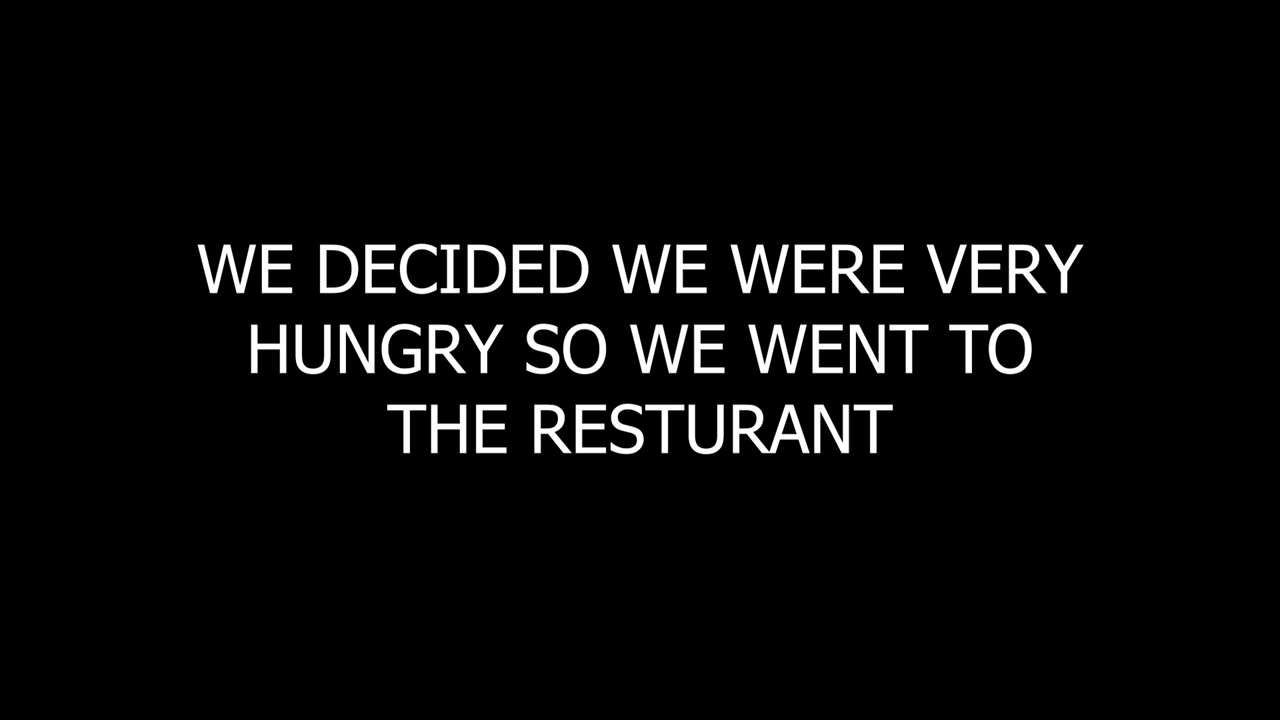 WE DECIDED WE WERE VERY
HUNGRY SO WE WENT TO
THE RESTURANT